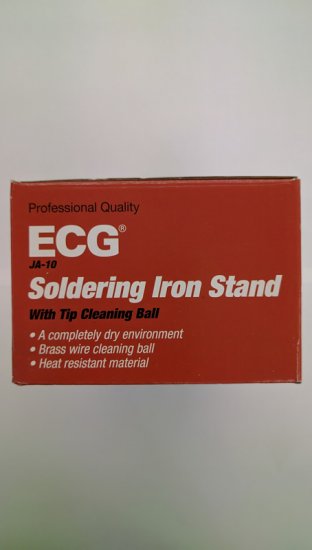 Professional Quality
ECG®
JA-10
Soldering Iron Stand
With Tip Cleaning Ball
• A completely dry environment
• Brass wire cleaning ball
• Heat resistant material